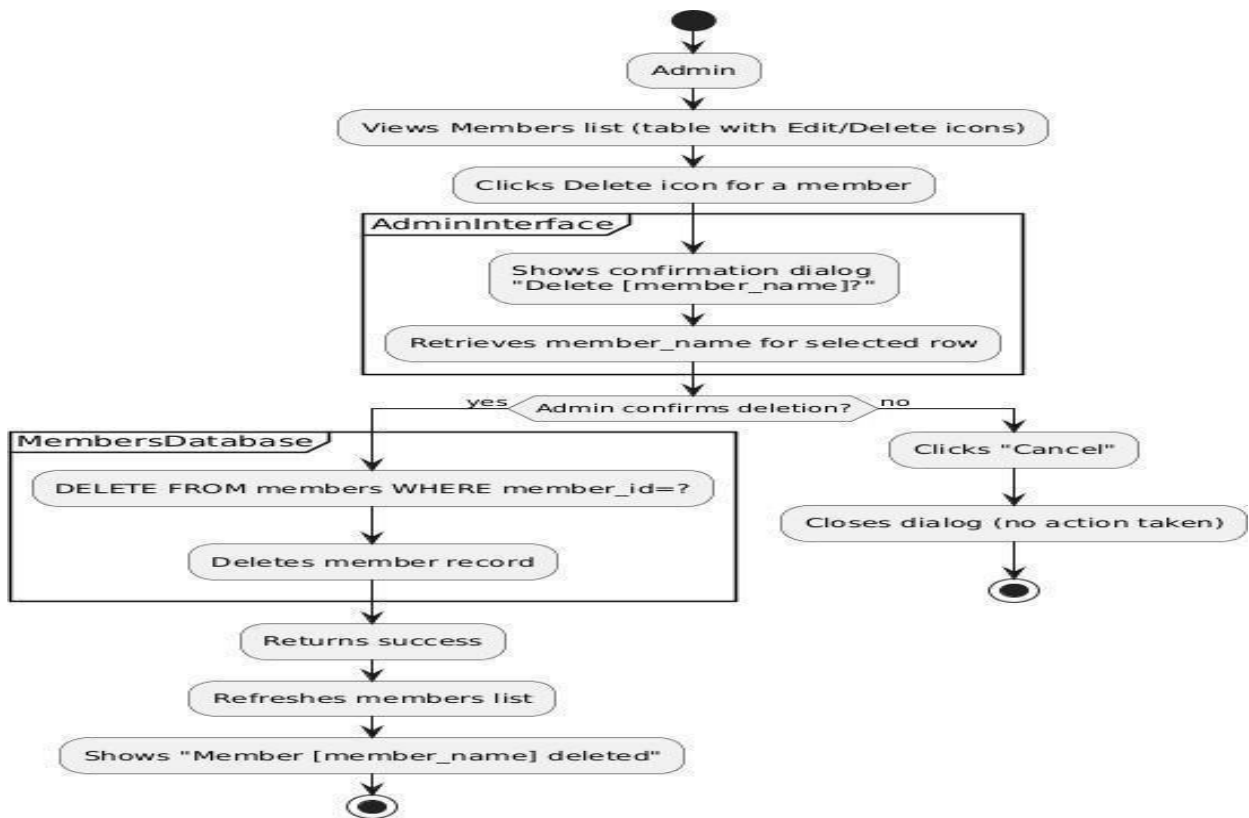 Admin
Views Members list (table with Edit/Delete icons)
Clicks Delete icon for a member
AdminInterface
Shows confirmation dialog
"Delete [member_name]?"
Retrieves member_name for selected row
yes
Admin confirms deletion?
no
MembersDatabase
DELETE FROM members WHERE member_id=?
Deletes member record
Clicks "Cancel"
Closes dialog (no action taken)
Returns success
Refreshes members list
Shows "Member [member_name] deleted"